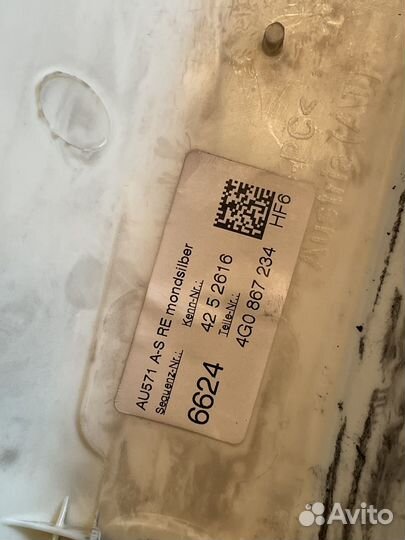 AU571 A-S RE mondsilber
Sequenz-Nr.: Kenn-Nr.:
6624 42 5 2616
Teile-Nr.:
4G0 867 234 HF6
Avito